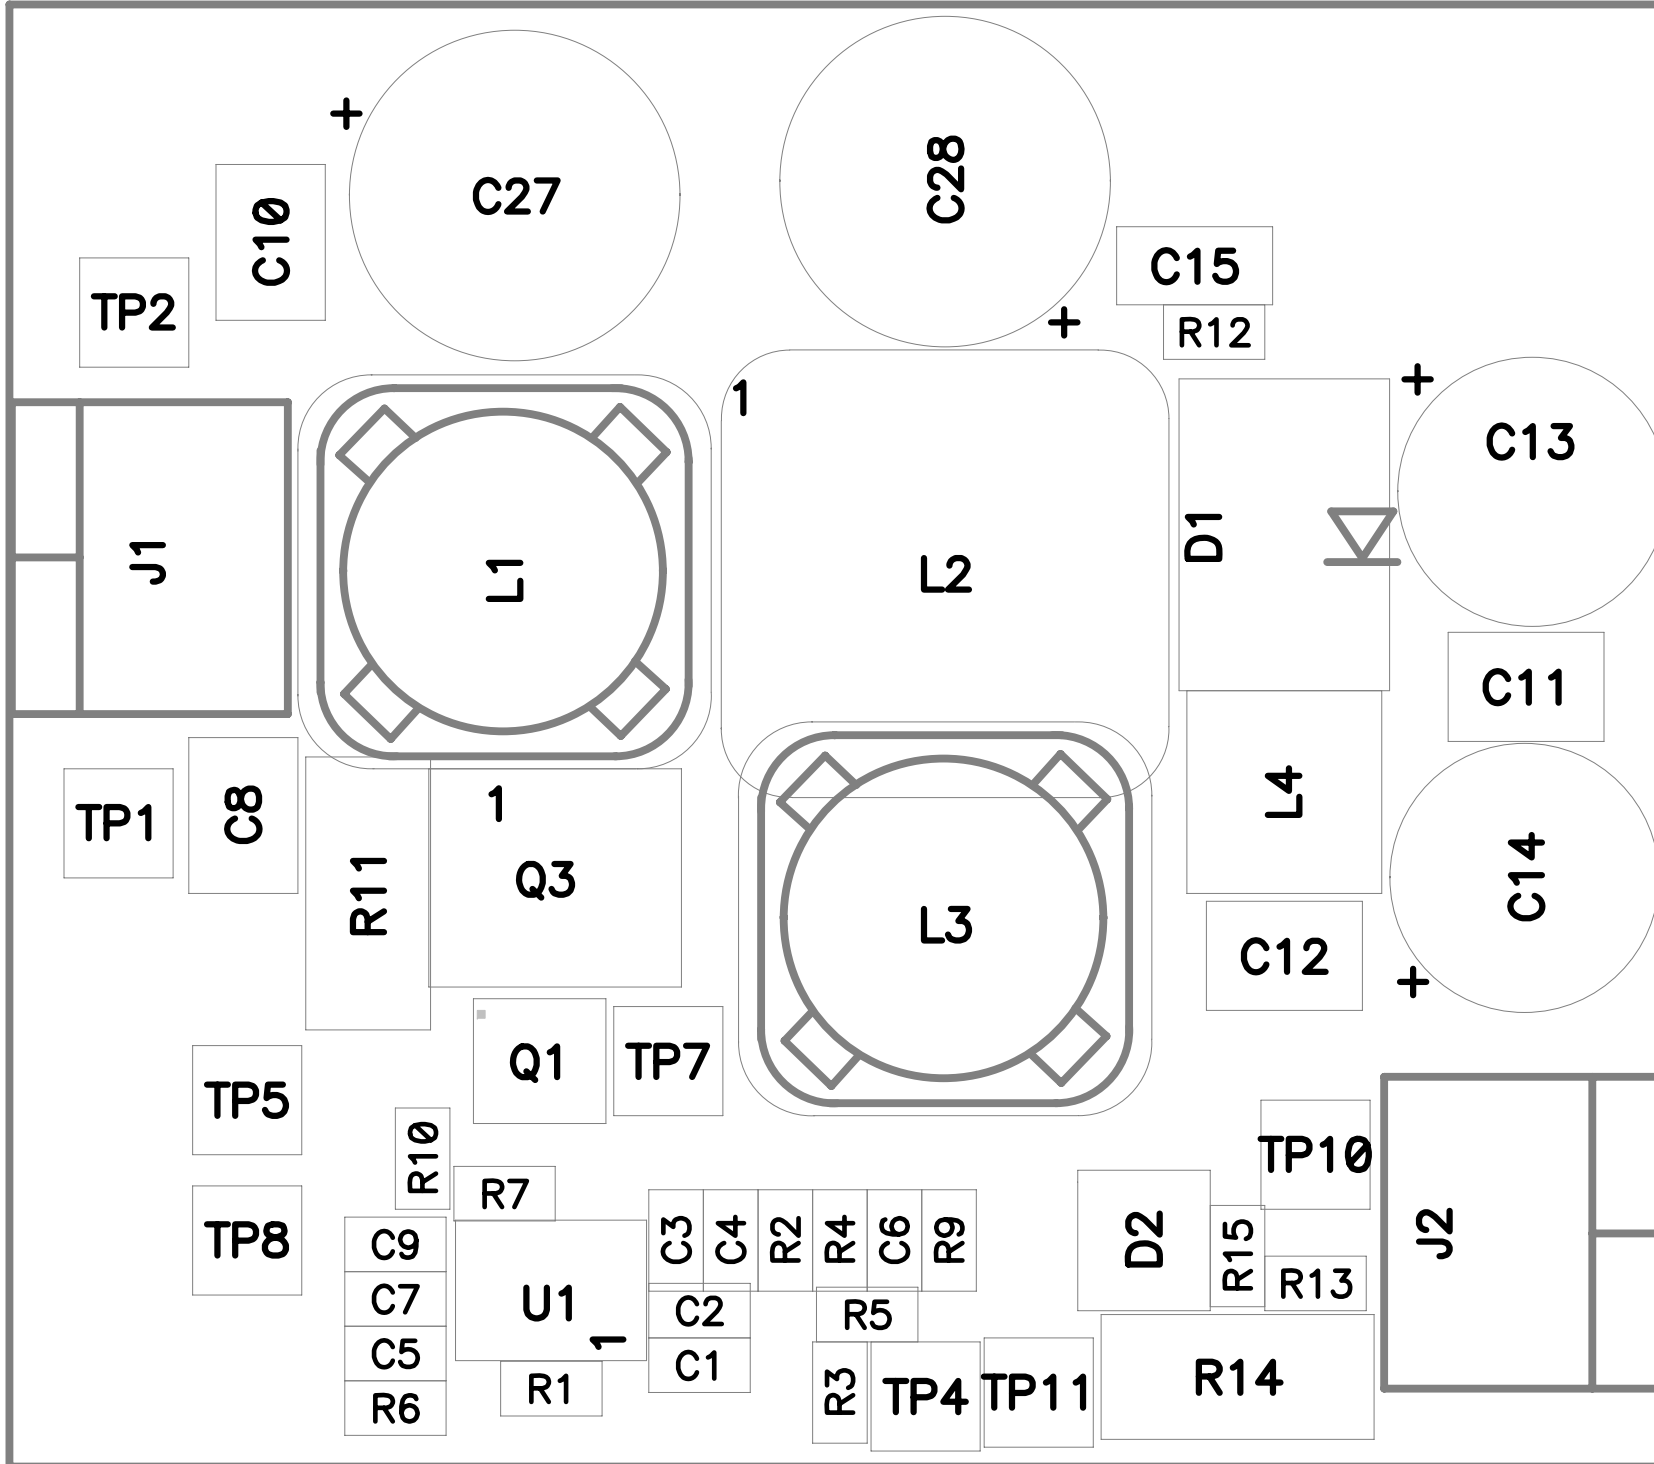 +
C27
C28
C10
C15
TP2
+
R12
1
+
C13
J1
L1
L2
D1
C11
TP1
C8
1
L4
R11
Q3
C14
L3
C12
+
Q1
TP7
TP5
R10
TP10
R7
TP8
C9
C3
C4
R2
R4
C6
R9
D2
R15
J2
C7
U1
1
C2
R5
R13
C5
C1
R1
R6
R3
TP4
TP11
R14